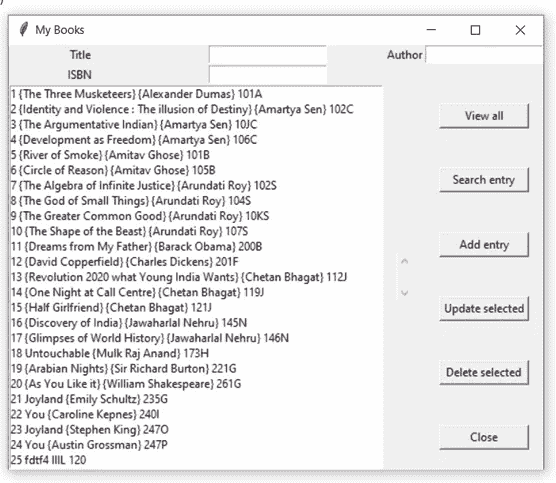 )
My Books
Title
Author
ISBN
1 {The Three Musketeers} {Alexander Dumas} 101A
2 {Identity and Violence : The illusion of Destiny} {Amartya Sen} 102C
3 {The Argumentative Indian} {Amartya Sen} 10JC
4 {Development as Freedom} {Amartya Sen} 106C
5 {River of Smoke} {Amitav Ghose} 101B
6 {Circle of Reason} {Amitav Ghose} 105B
7 {The Algebra of Infinite Justice} {Arundati Roy} 102S
8 {The God of Small Things} {Arundati Roy} 104S
9 {The Greater Common Good} {Arundati Roy} 10KS
10 {The Shape of the Beast} {Arundati Roy} 107S
11 {Dreams from My Father} {Barack Obama} 200B
12 {David Copperfield} {Charles Dickens} 201F
13 {Revolution 2020 what Young India Wants} {Chetan Bhagat} 112J
14 {One Night at Call Centre} {Chetan Bhagat} 119J
15 {Half Girlfriend} {Chetan Bhagat} 121J
16 {Discovery of India} {Jawaharlal Nehru} 145N
17 {Glimpses of World History} {Jawaharlal Nehru} 146N
18 Untouchable {Mulk Raj Anand} 173H
19 {Arabian Nights} {Sir Richard Burton} 221G
20 {As You Like it} {William Shakespeare} 261G
21 Joyland {Emily Schultz} 235G
22 You {Caroline Kepnes} 240I
23 Joyland {Stephen King} 247O
24 You {Austin Grossman} 247P
25 fdtf4 IIIL 120
View all
Search entry
Add entry
Update selected
Delete selected
Close